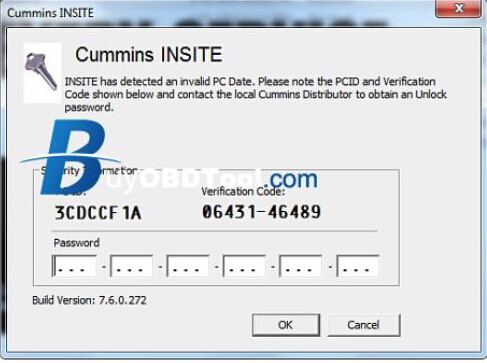 Cummins INSITE
Cummins INSITE
INSITE has detected an invalid PC Date. Please note the PCID and Verification
Code shown below and contact the local Cummins Distributor to obtain an Unlock
password.
BuyOBDTool.com
Security Information
Verification Code:
3CDCCF1A
06431-46489
Password
... - ... - ... - ... - ... - ...
Build Version: 7.6.0.272
OK
Cancel